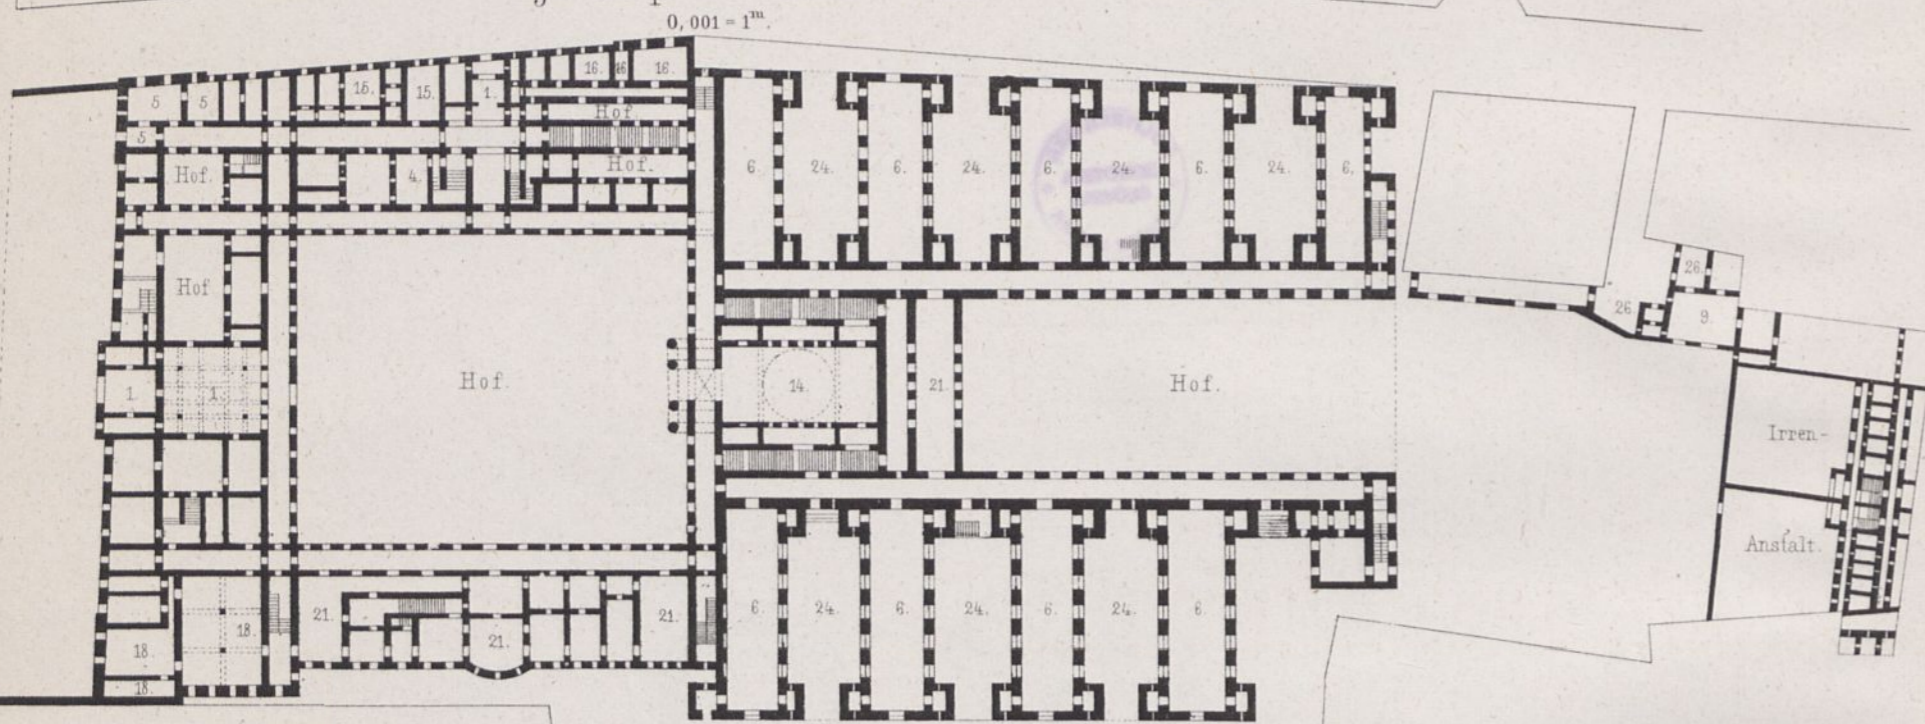 0,001 = 1ᵐ.
16. 16 16.
5 5 15. 15. 1.
Hof.
5
Hof. 4. Hof.
6. 24. 6. 24. 6. 24. 6. 24. 6.
Hof
26.
26. 9.
1. 1. Hof. 14. 21. Hof.
Irren-
Anstalt.
21. 18. 21. 21.
18.
18.
6. 24. 6. 24. 6. 24. 6.